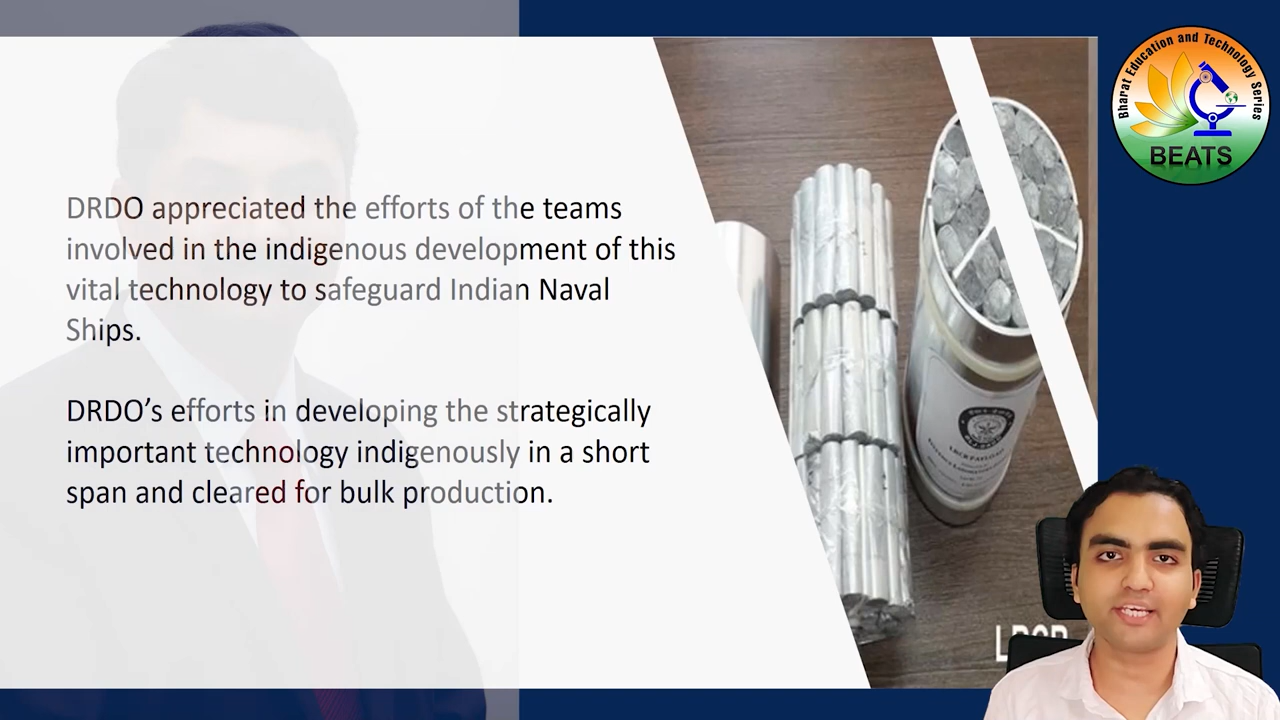 DRDO appreciated the efforts of the teams
involved in the indigenous development of this
vital technology to safeguard Indian Naval
Ships.
DRDO’s efforts in developing the strategically
important technology indigenously in a short
span and cleared for bulk production.
Bharat Education and Technology Series
BEATS